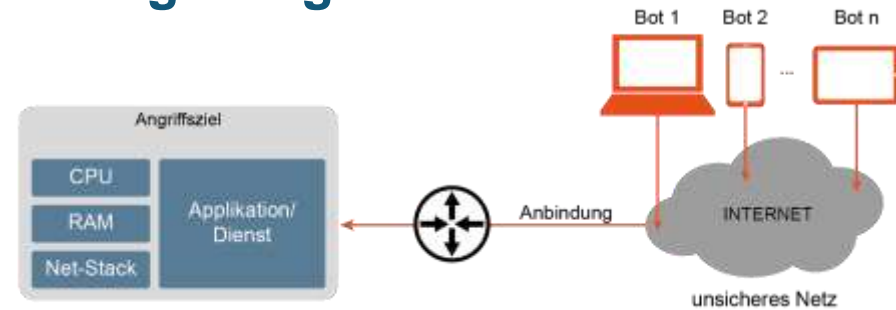 Bot 1 Bot 2 Bot n
...
Angriffsziel
CPU
RAM
Net-Stack
Applikation/
Dienst
Anbindung
INTERNET
unsicheres Netz